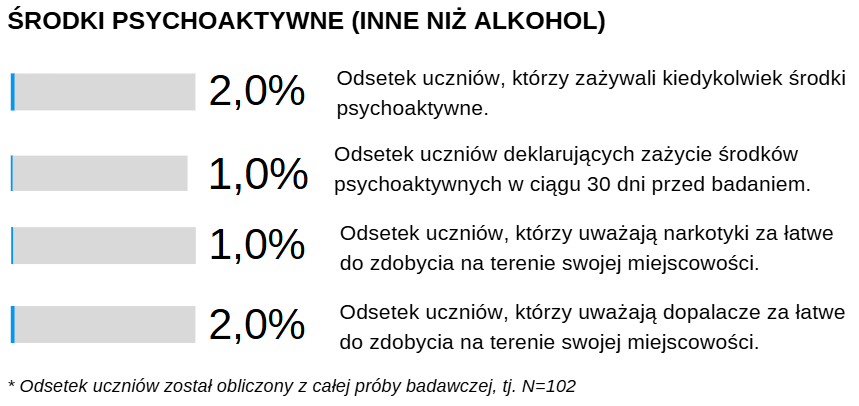 ŚRODKI PSYCHOAKTYWNE (INNE NIŻ ALKOHOL)
2,0%
Odsetek uczniów, którzy zażywali kiedykolwiek środki
psychoaktywne.
1,0%
Odsetek uczniów deklarujących zażycie środków
psychoaktywnych w ciągu 30 dni przed badaniem.
1,0%
Odsetek uczniów, którzy uważają narkotyki za łatwe
do zdobycia na terenie swojej miejscowości.
2,0%
Odsetek uczniów, którzy uważają dopalacze za łatwe
do zdobycia na terenie swojej miejscowości.
* Odsetek uczniów został obliczony z całej próby badawczej, tj. N=102